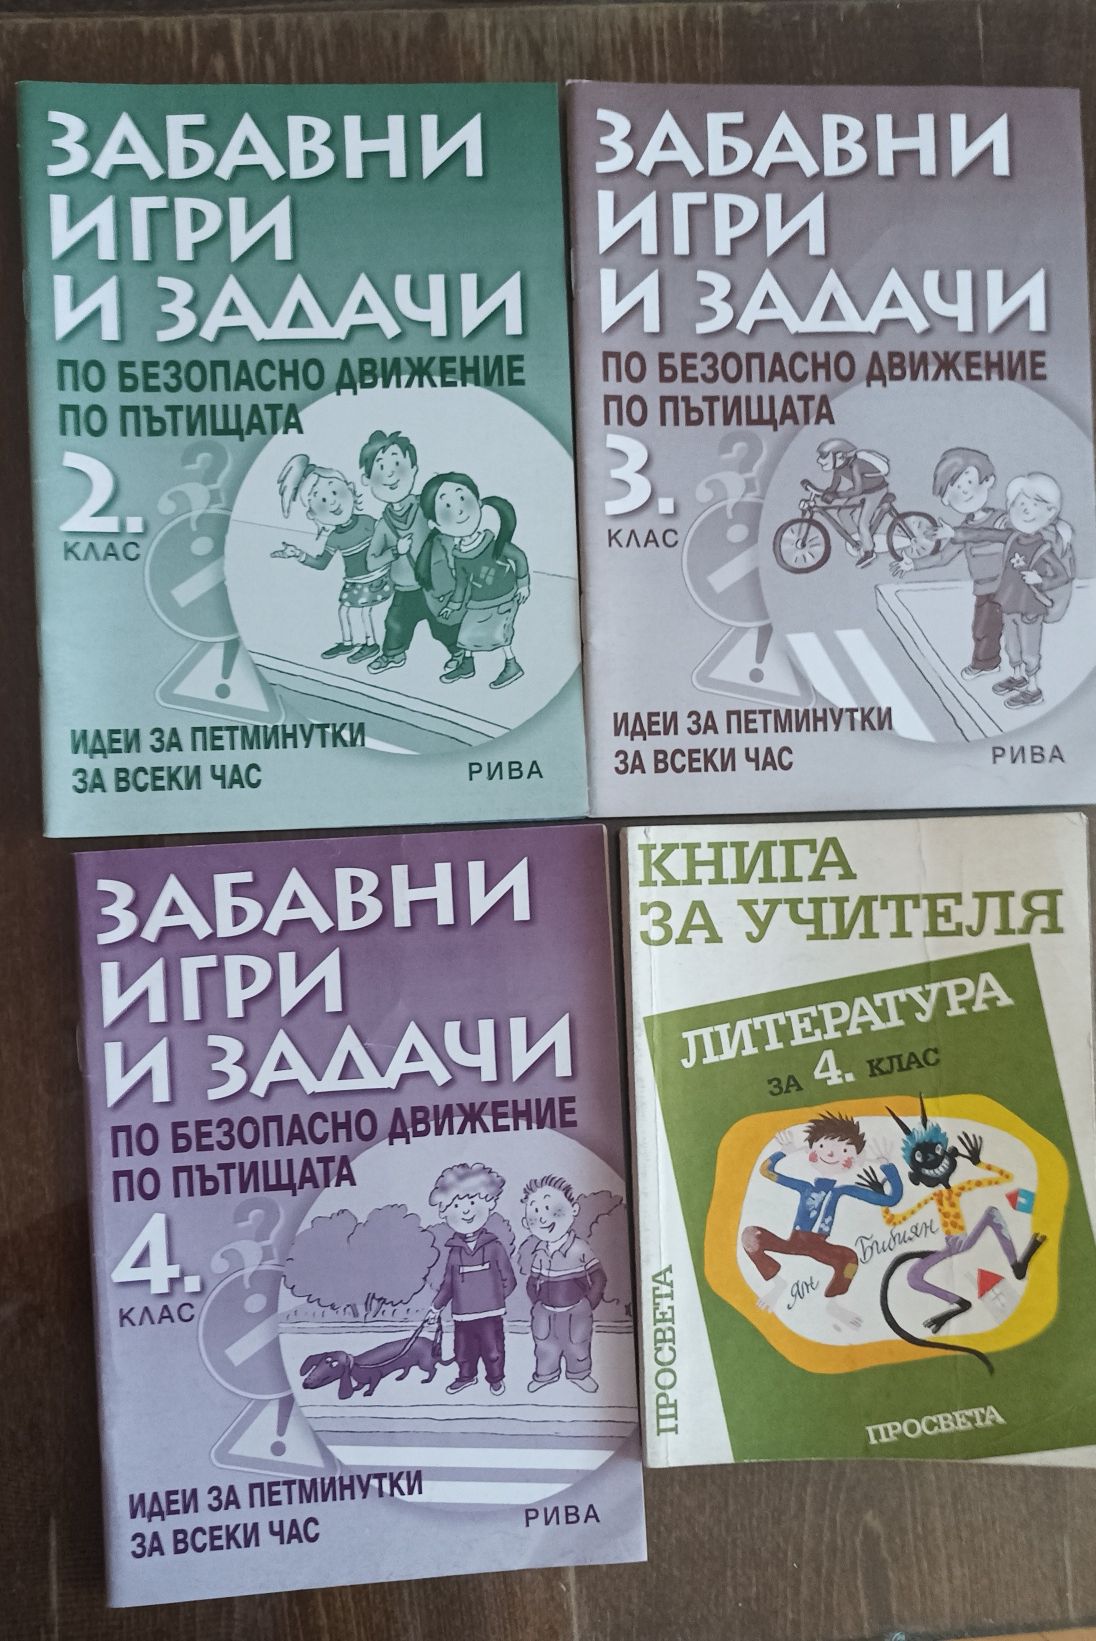 ЗАБАВНИ
ИГРИ
И ЗАДАЧИ
ПО БЕЗОПАСНО ДВИЖЕНИЕ
ПО ПЪТИЩАТА
2.
КЛАС
ИДЕИ ЗА ПЕТМИНУТКИ
ЗА ВСЕКИ ЧАС
РИВА
ЗАБАВНИ
ИГРИ
И ЗАДАЧИ
ПО БЕЗОПАСНО ДВИЖЕНИЕ
ПО ПЪТИЩАТА
3.
КЛАС
ИДЕИ ЗА ПЕТМИНУТКИ
ЗА ВСЕКИ ЧАС
РИВА
ЗАБАВНИ
ИГРИ
И ЗАДАЧИ
ПО БЕЗОПАСНО ДВИЖЕНИЕ
ПО ПЪТИЩАТА
4.
КЛАС
ИДЕИ ЗА ПЕТМИНУТКИ
ЗА ВСЕКИ ЧАС
РИВА
КНИГА
ЗА УЧИТЕЛЯ
ЛИТЕРАТУРА
ЗА 4. КЛАС
Ян
Бибиян
ПРОСВЕТА
ПРОСВЕТА